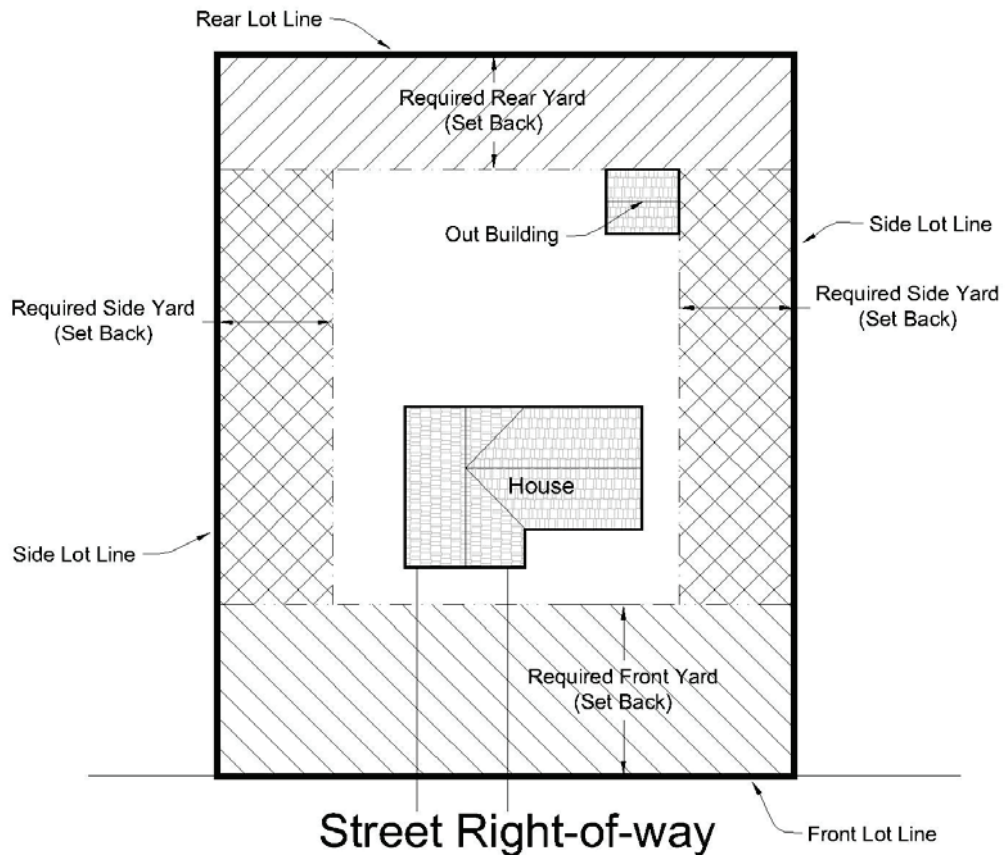 Rear Lot Line
Required Rear Yard
(Set Back)
Out Building
Side Lot Line
Required Side Yard
(Set Back)
Required Side Yard
(Set Back)
House
Side Lot Line
Required Front Yard
(Set Back)
Street Right-of-way
Front Lot Line